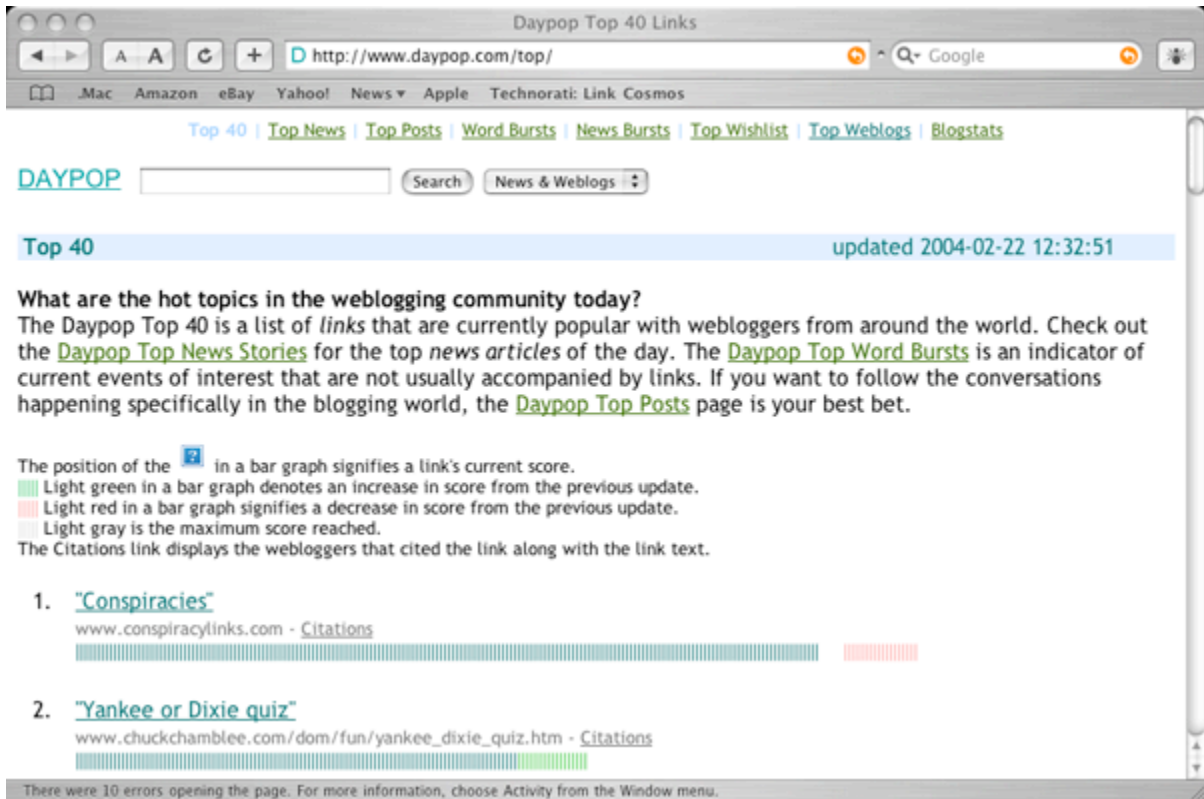 Daypop Top 40 Links
A A + D http://www.daypop.com/top/ Q Google
.Mac Amazon eBay Yahoo! News Apple Technorati: Link Cosmos
Top 40 | Top News | Top Posts | Word Bursts | News Bursts | Top Wishlist | Top Weblogs | Blogstats
DAYPOP Search News & Weblogs
Top 40 updated 2004-02-22 12:32:51
What are the hot topics in the weblogging community today?
The Daypop Top 40 is a list of links that are currently popular with webloggers from around the world. Check out
the Daypop Top News Stories for the top news articles of the day. The Daypop Top Word Bursts is an indicator of
current events of interest that are not usually accompanied by links. If you want to follow the conversations
happening specifically in the blogging world, the Daypop Top Posts page is your best bet.
The position of the ? in a bar graph signifies a link's current score.
Light green in a bar graph denotes an increase in score from the previous update.
Light red in a bar graph signifies a decrease in score from the previous update.
Light gray is the maximum score reached.
The Citations link displays the webloggers that cited the link along with the link text.
1. "Conspiracies"
www.conspiracylinks.com - Citations
2. "Yankee or Dixie quiz"
www.chuckchamblee.com/dom/fun/yankee_dixie_quiz.htm - Citations
There were 10 errors opening the page. For more information, choose Activity from the Window menu.